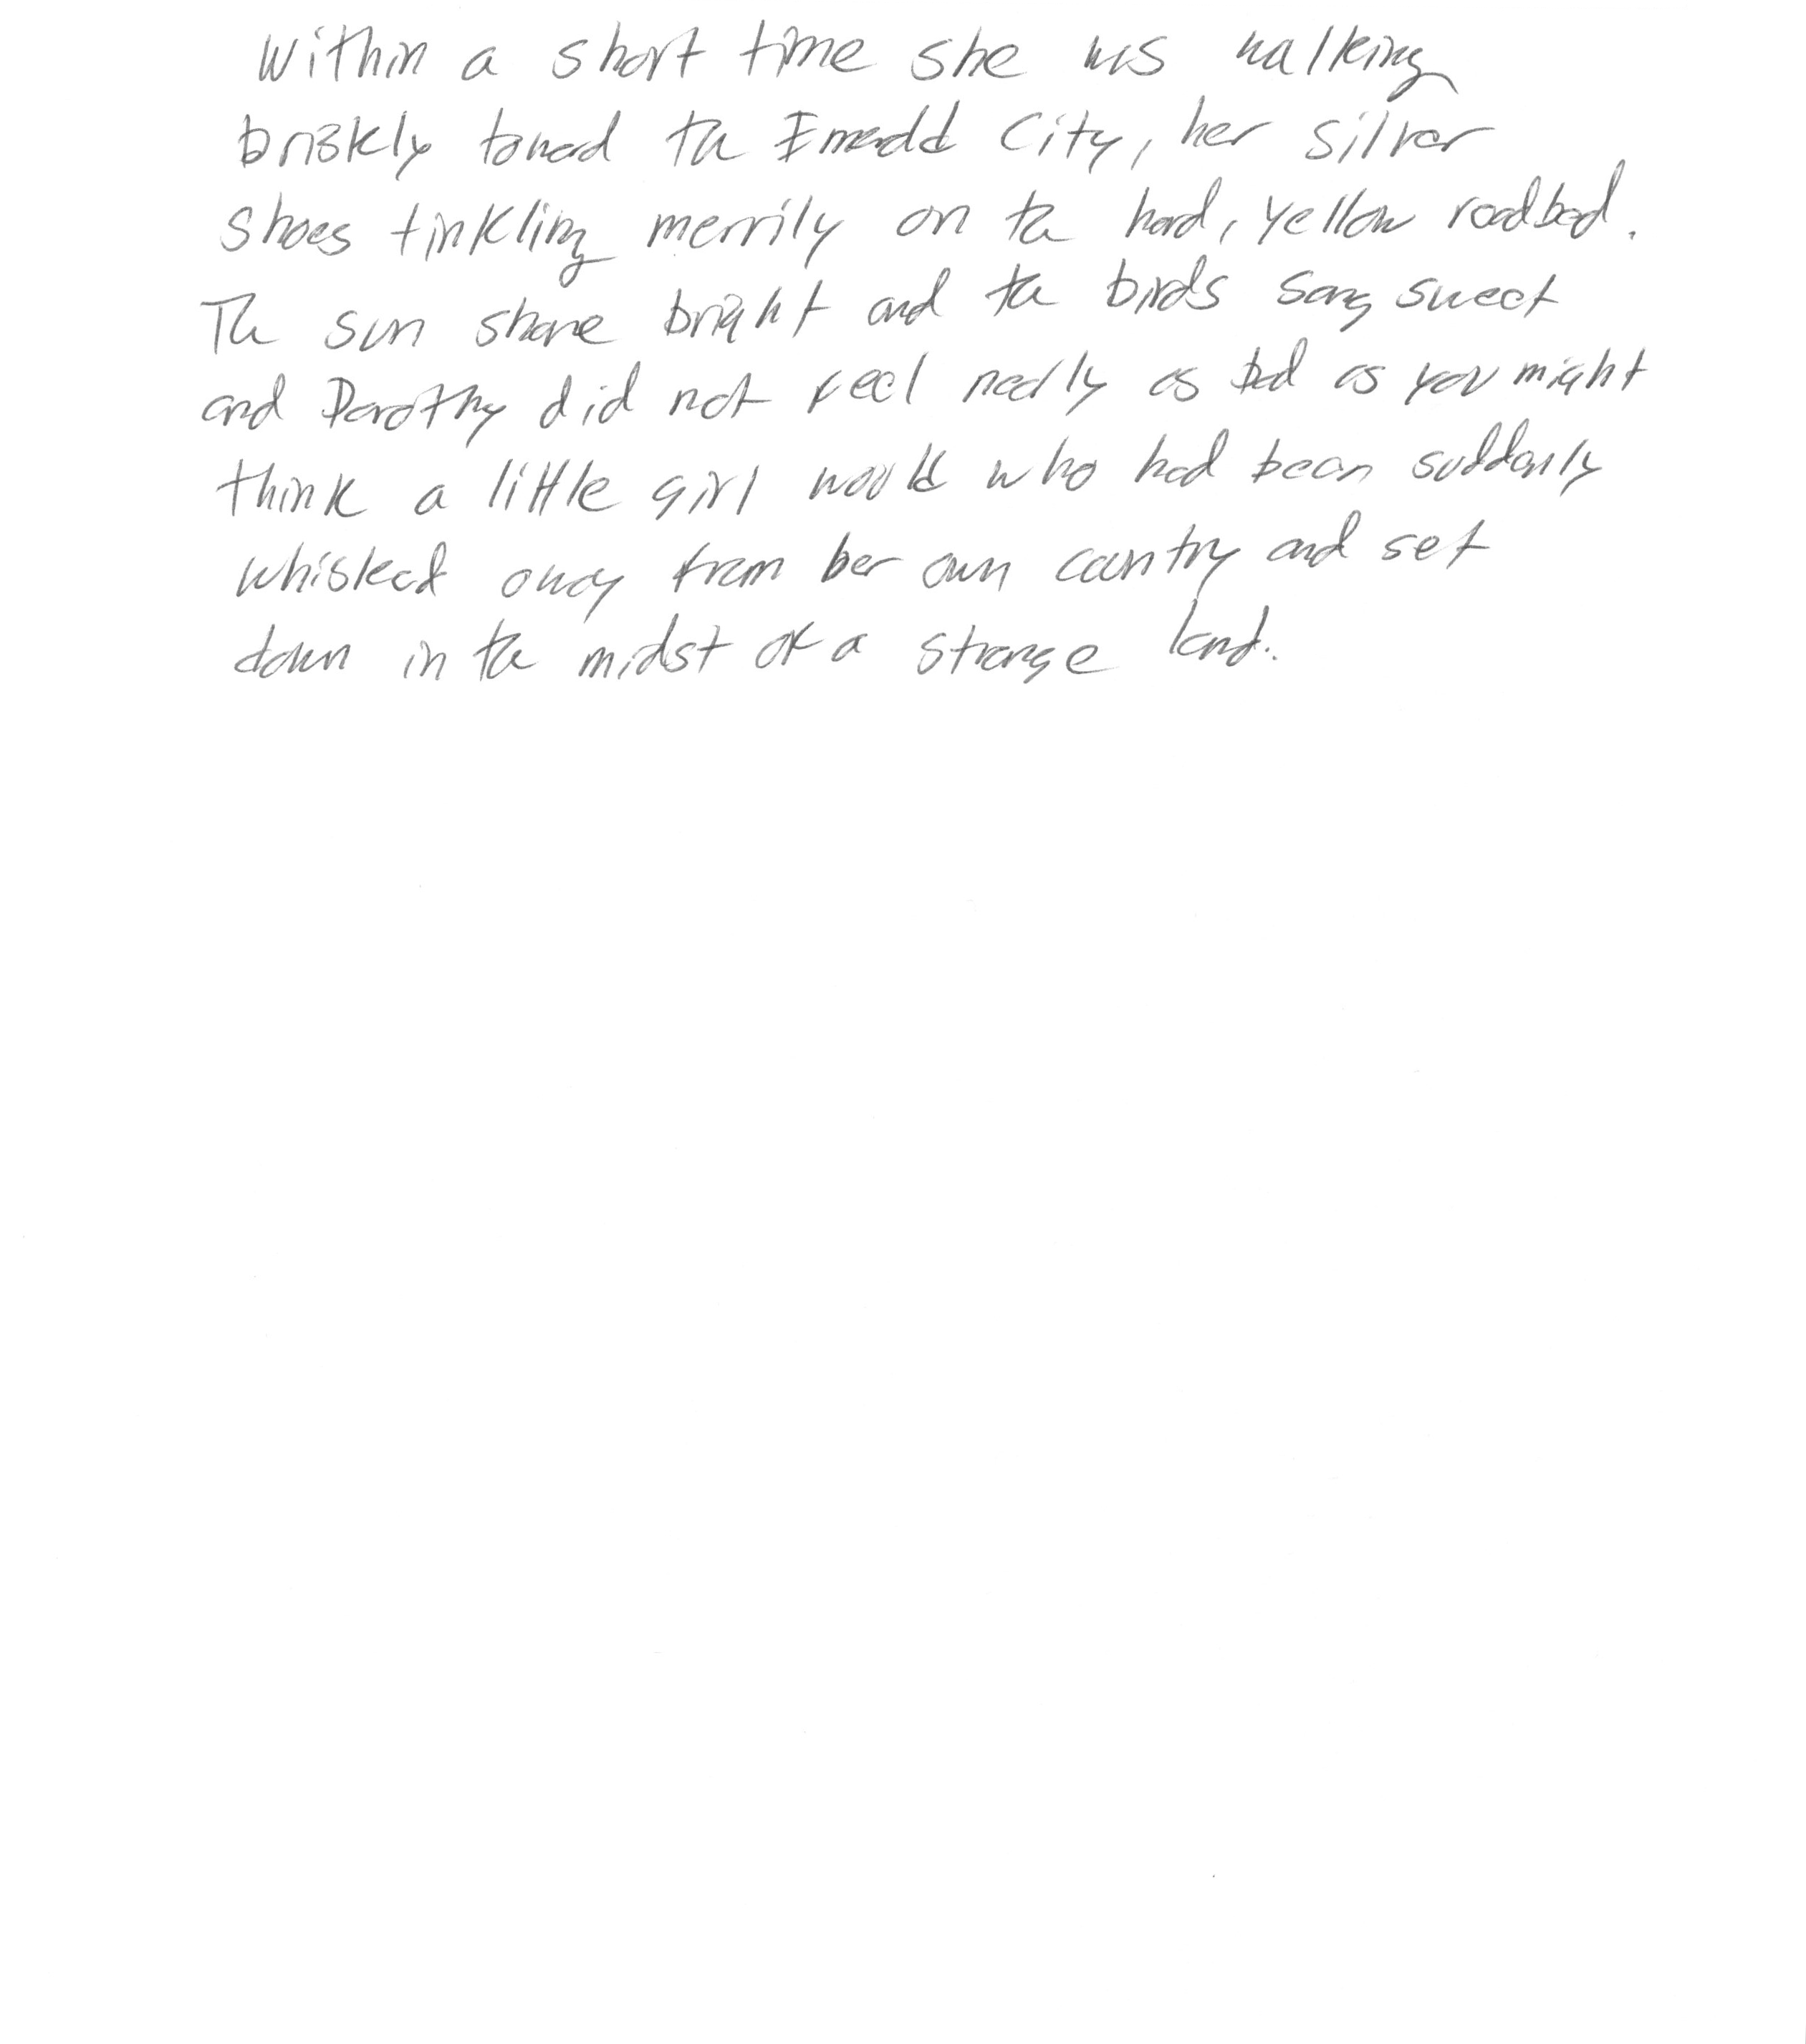 Within a short time she was walking
briskly toward the Emerald City, her silver
shoes tinkling merrily on the hard, yellow roadbed.
The sun shone bright and the birds sang sweet
and Dorothy did not feel nearly as bad as you might
think a little girl would who had been suddenly
whisked away from her own country and set
down in the midst of a strange land.